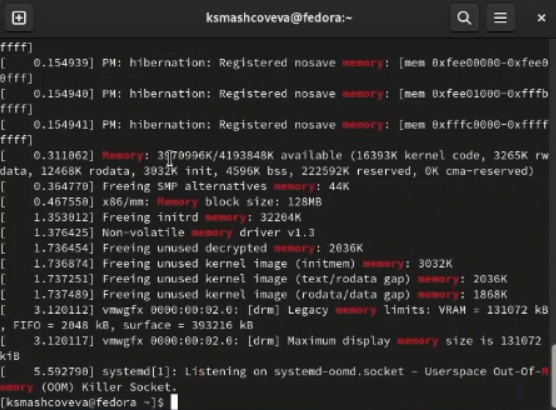 ksmashcoveva@fedora:~
ffff]
[    0.154939] PM: hibernation: Registered nosave memory: [mem 0xfee00000-0xfee0
0fff]
[    0.154940] PM: hibernation: Registered nosave memory: [mem 0xfee01000-0xfffb
ffff]
[    0.154941] PM: hibernation: Registered nosave memory: [mem 0xfffc0000-0xffff
ffff]
[    0.311062] Memory: 3970996K/4193848K available (16393K kernel code, 3265K rw
data, 12468K rodata, 3032K init, 4596K bss, 222592K reserved, 0K cma-reserved)
[    0.364770] Freeing SMP alternatives memory: 44K
[    0.467550] x86/mm: Memory block size: 128MB
[    1.353012] Freeing initrd memory: 32204K
[    1.376425] Non-volatile memory driver v1.3
[    1.736454] Freeing unused decrypted memory: 2036K
[    1.736874] Freeing unused kernel image (initmem) memory: 3032K
[    1.737251] Freeing unused kernel image (text/rodata gap) memory: 2036K
[    1.737489] Freeing unused kernel image (rodata/data gap) memory: 1868K
[    3.120112] vmwgfx 0000:00:02.0: [drm] Legacy memory limits: VRAM = 131072 kB
, FIFO = 2048 kB, surface = 393216 kB
[    3.120117] vmwgfx 0000:00:02.0: [drm] Maximum display memory size is 131072
kiB
[    5.592790] systemd[1]: Listening on systemd-oomd.socket - Userspace Out-Of-M
emory (OOM) Killer Socket.
[ksmashcoveva@fedora ~]$